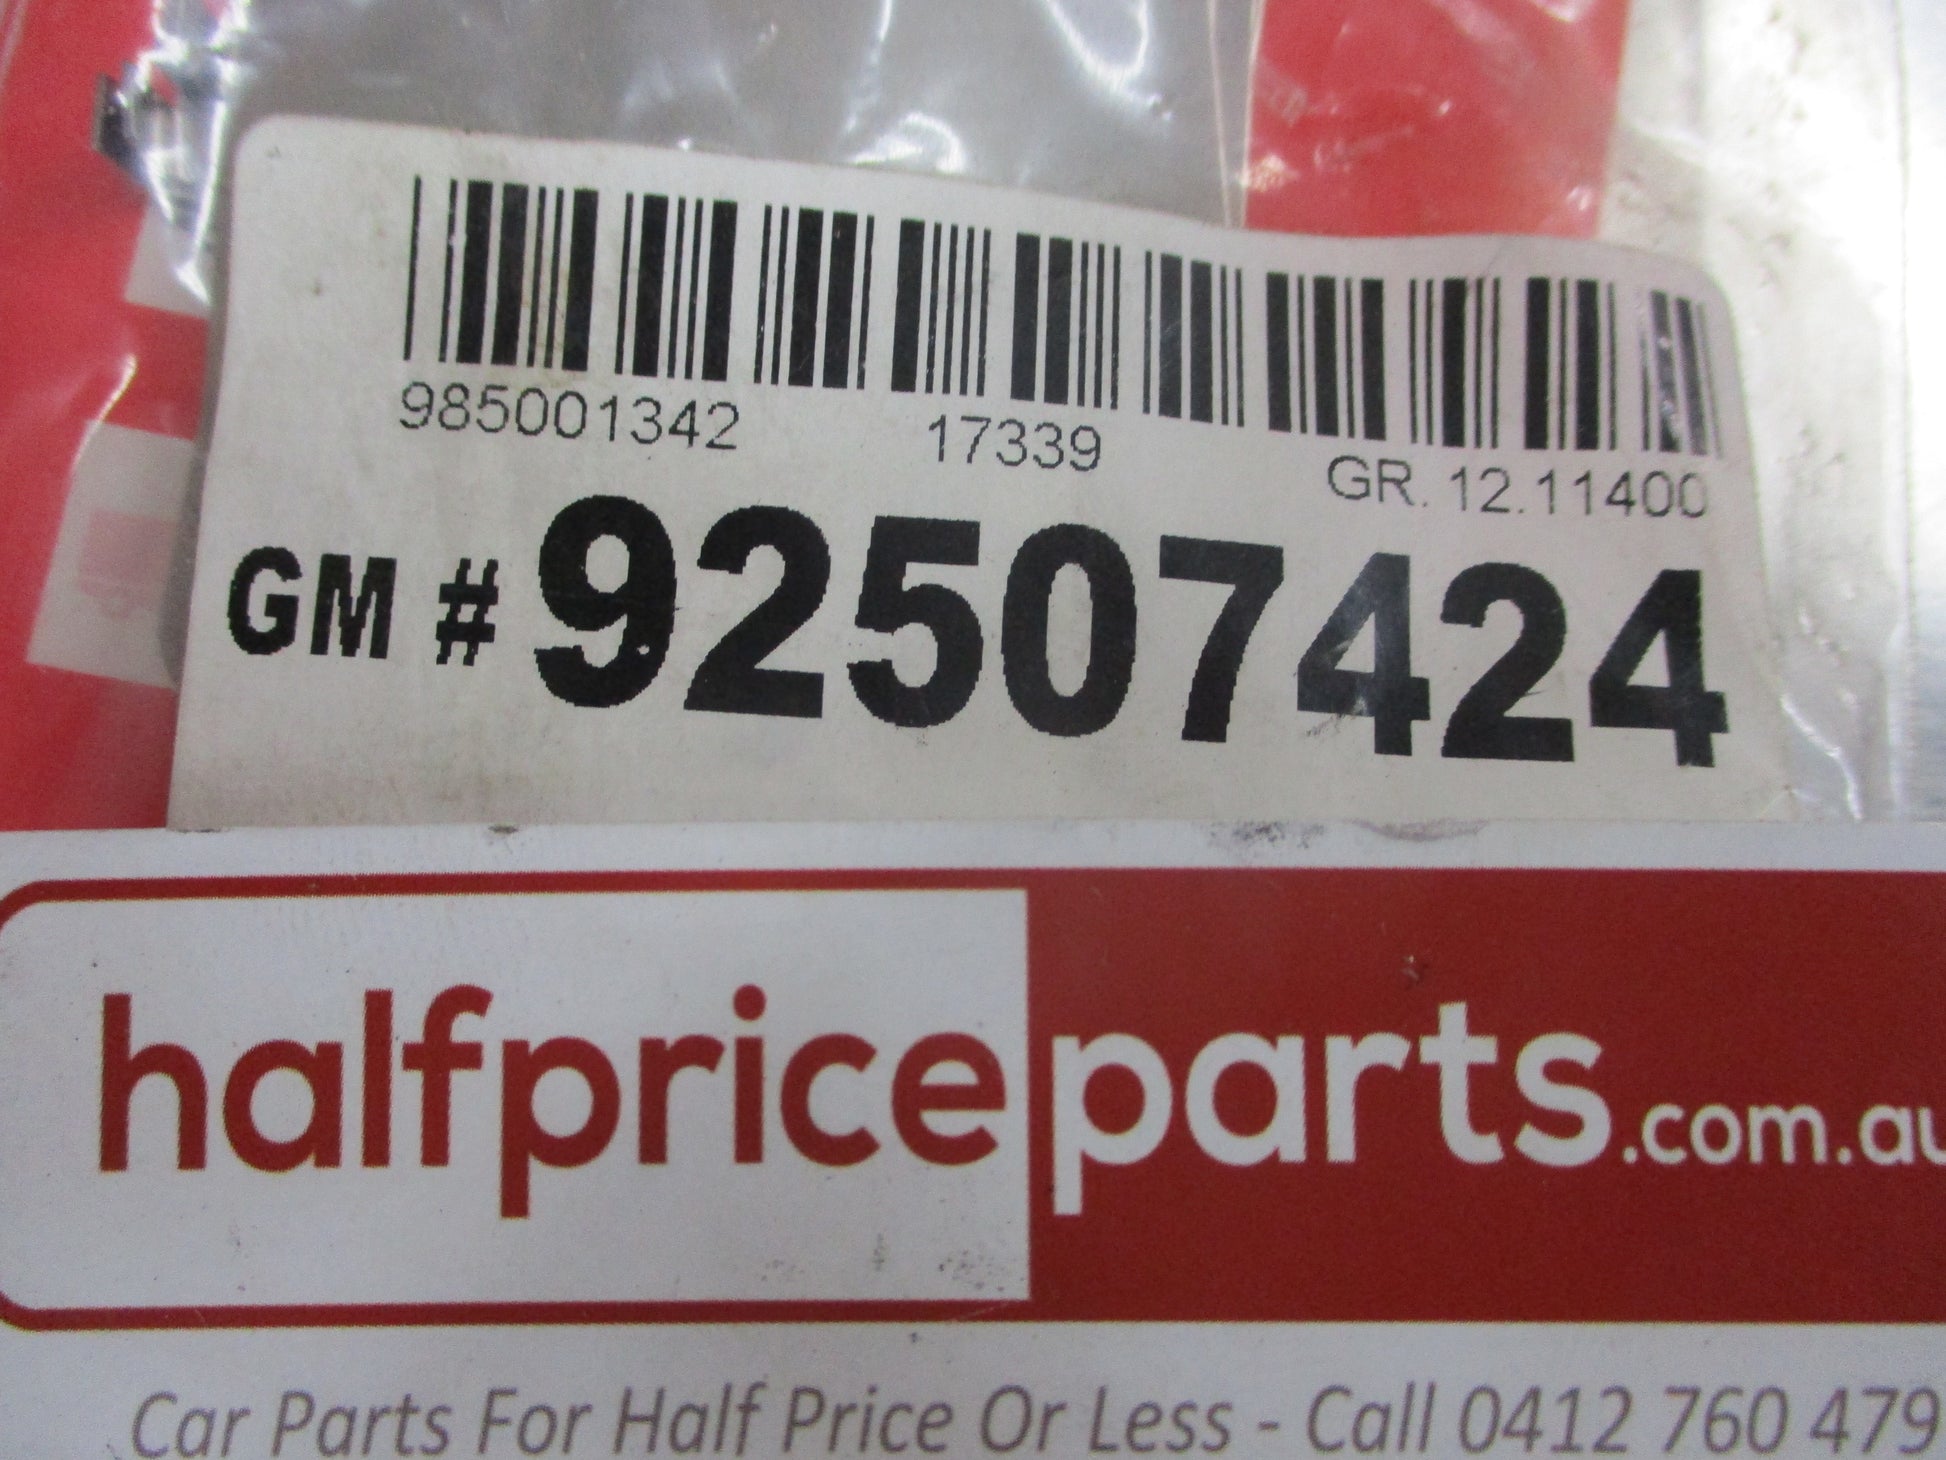 985001342 17339 GR. 12.11400
GM # 92507424
halfpriceparts.com.au
Car Parts For Half Price Or Less - Call 0412 760 479